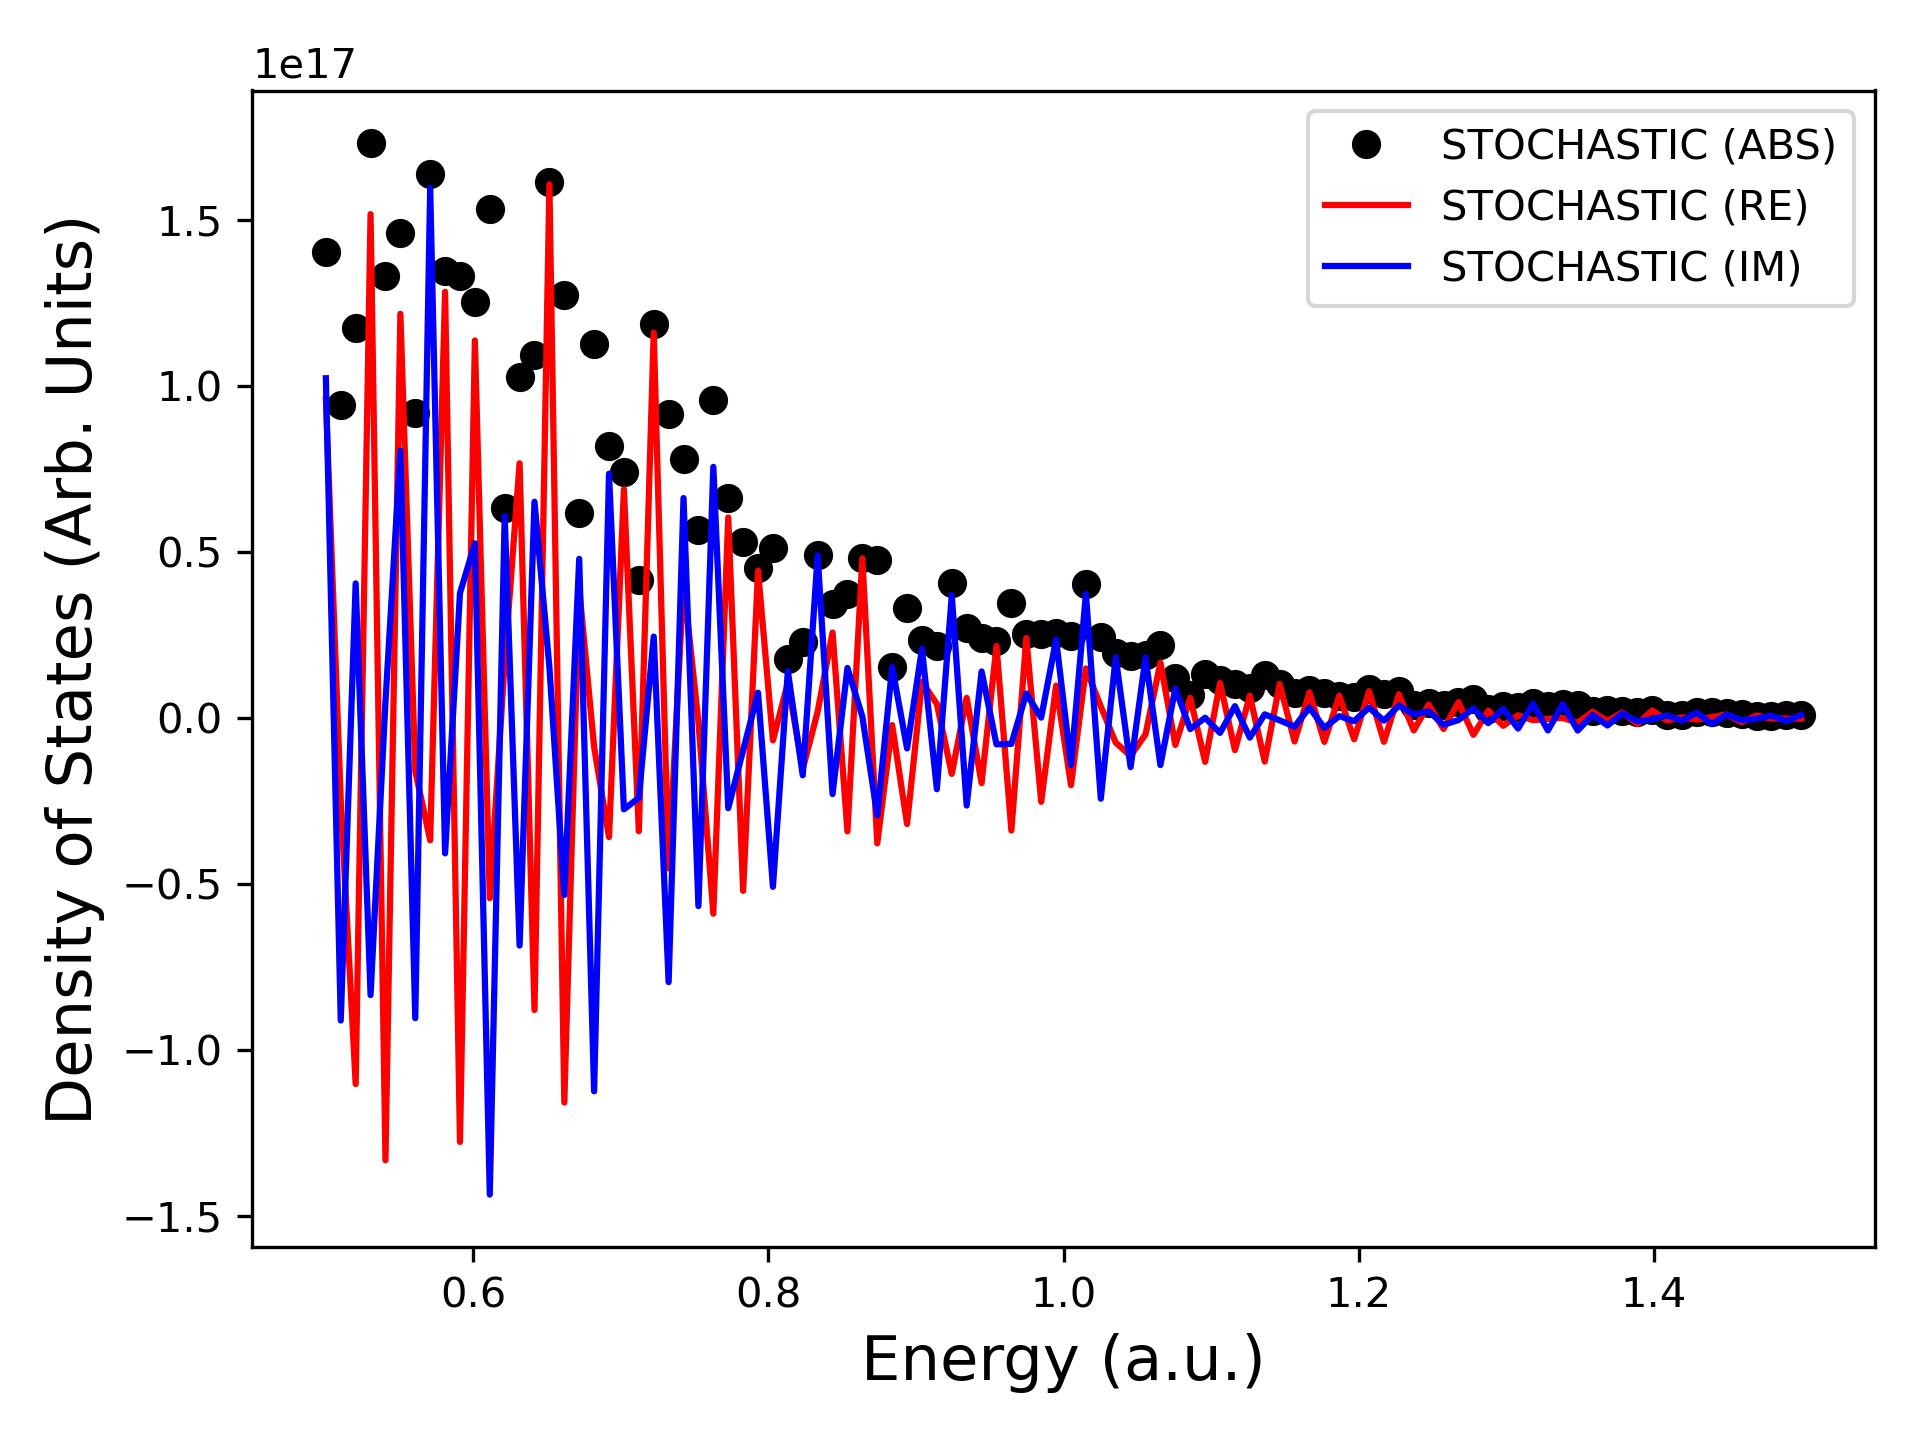 1e17
STOCHASTIC (ABS)
STOCHASTIC (RE)
STOCHASTIC (IM)
Density of States (Arb. Units)
1.5
1.0
0.5
0.0
−0.5
−1.0
−1.5
0.6 0.8 1.0 1.2 1.4
Energy (a.u.)